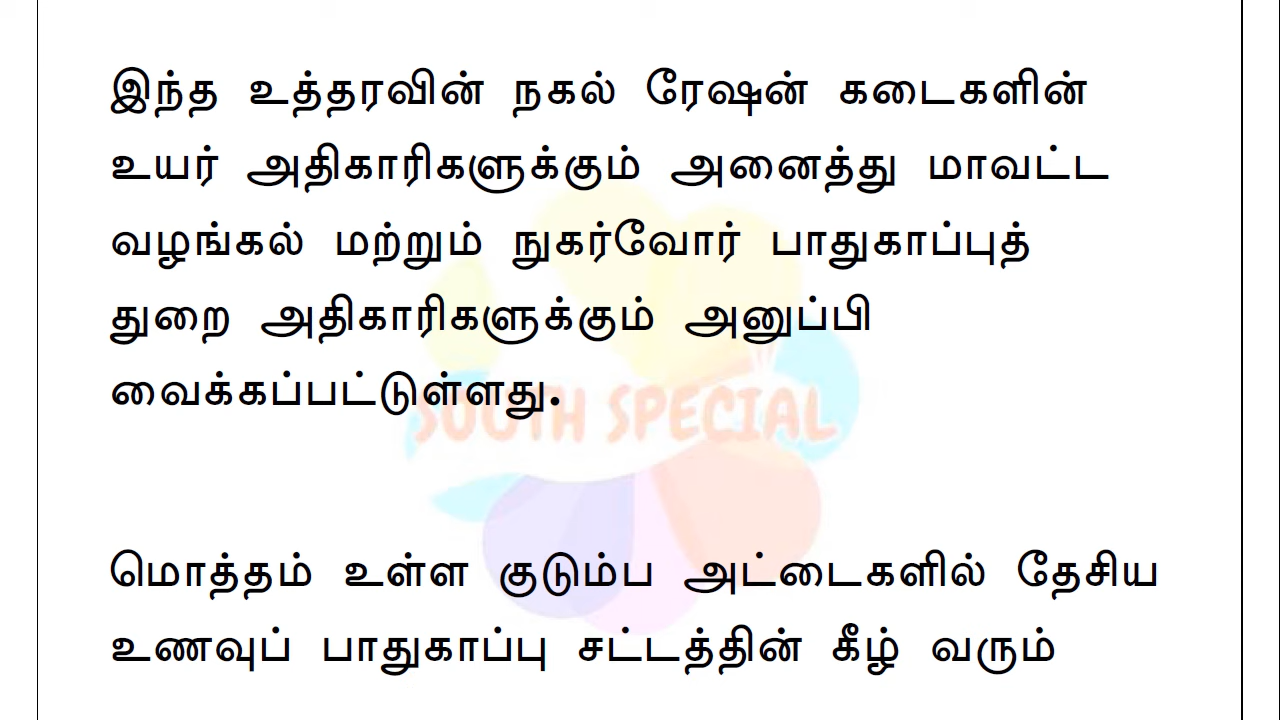 இந்த உத்தரவின் நகல் ரேஷன் கடைகளின்
உயர் அதிகாரிகளுக்கும் அனைத்து மாவட்ட
வழங்கல் மற்றும் நுகர்வோர் பாதுகாப்புத்
துறை அதிகாரிகளுக்கும் அனுப்பி
வைக்கப்பட்டுள்ளது.
SOUTH SPECIAL
மொத்தம் உள்ள குடும்ப அட்டைகளில் தேசிய
உணவுப் பாதுகாப்பு சட்டத்தின் கீழ் வரும்